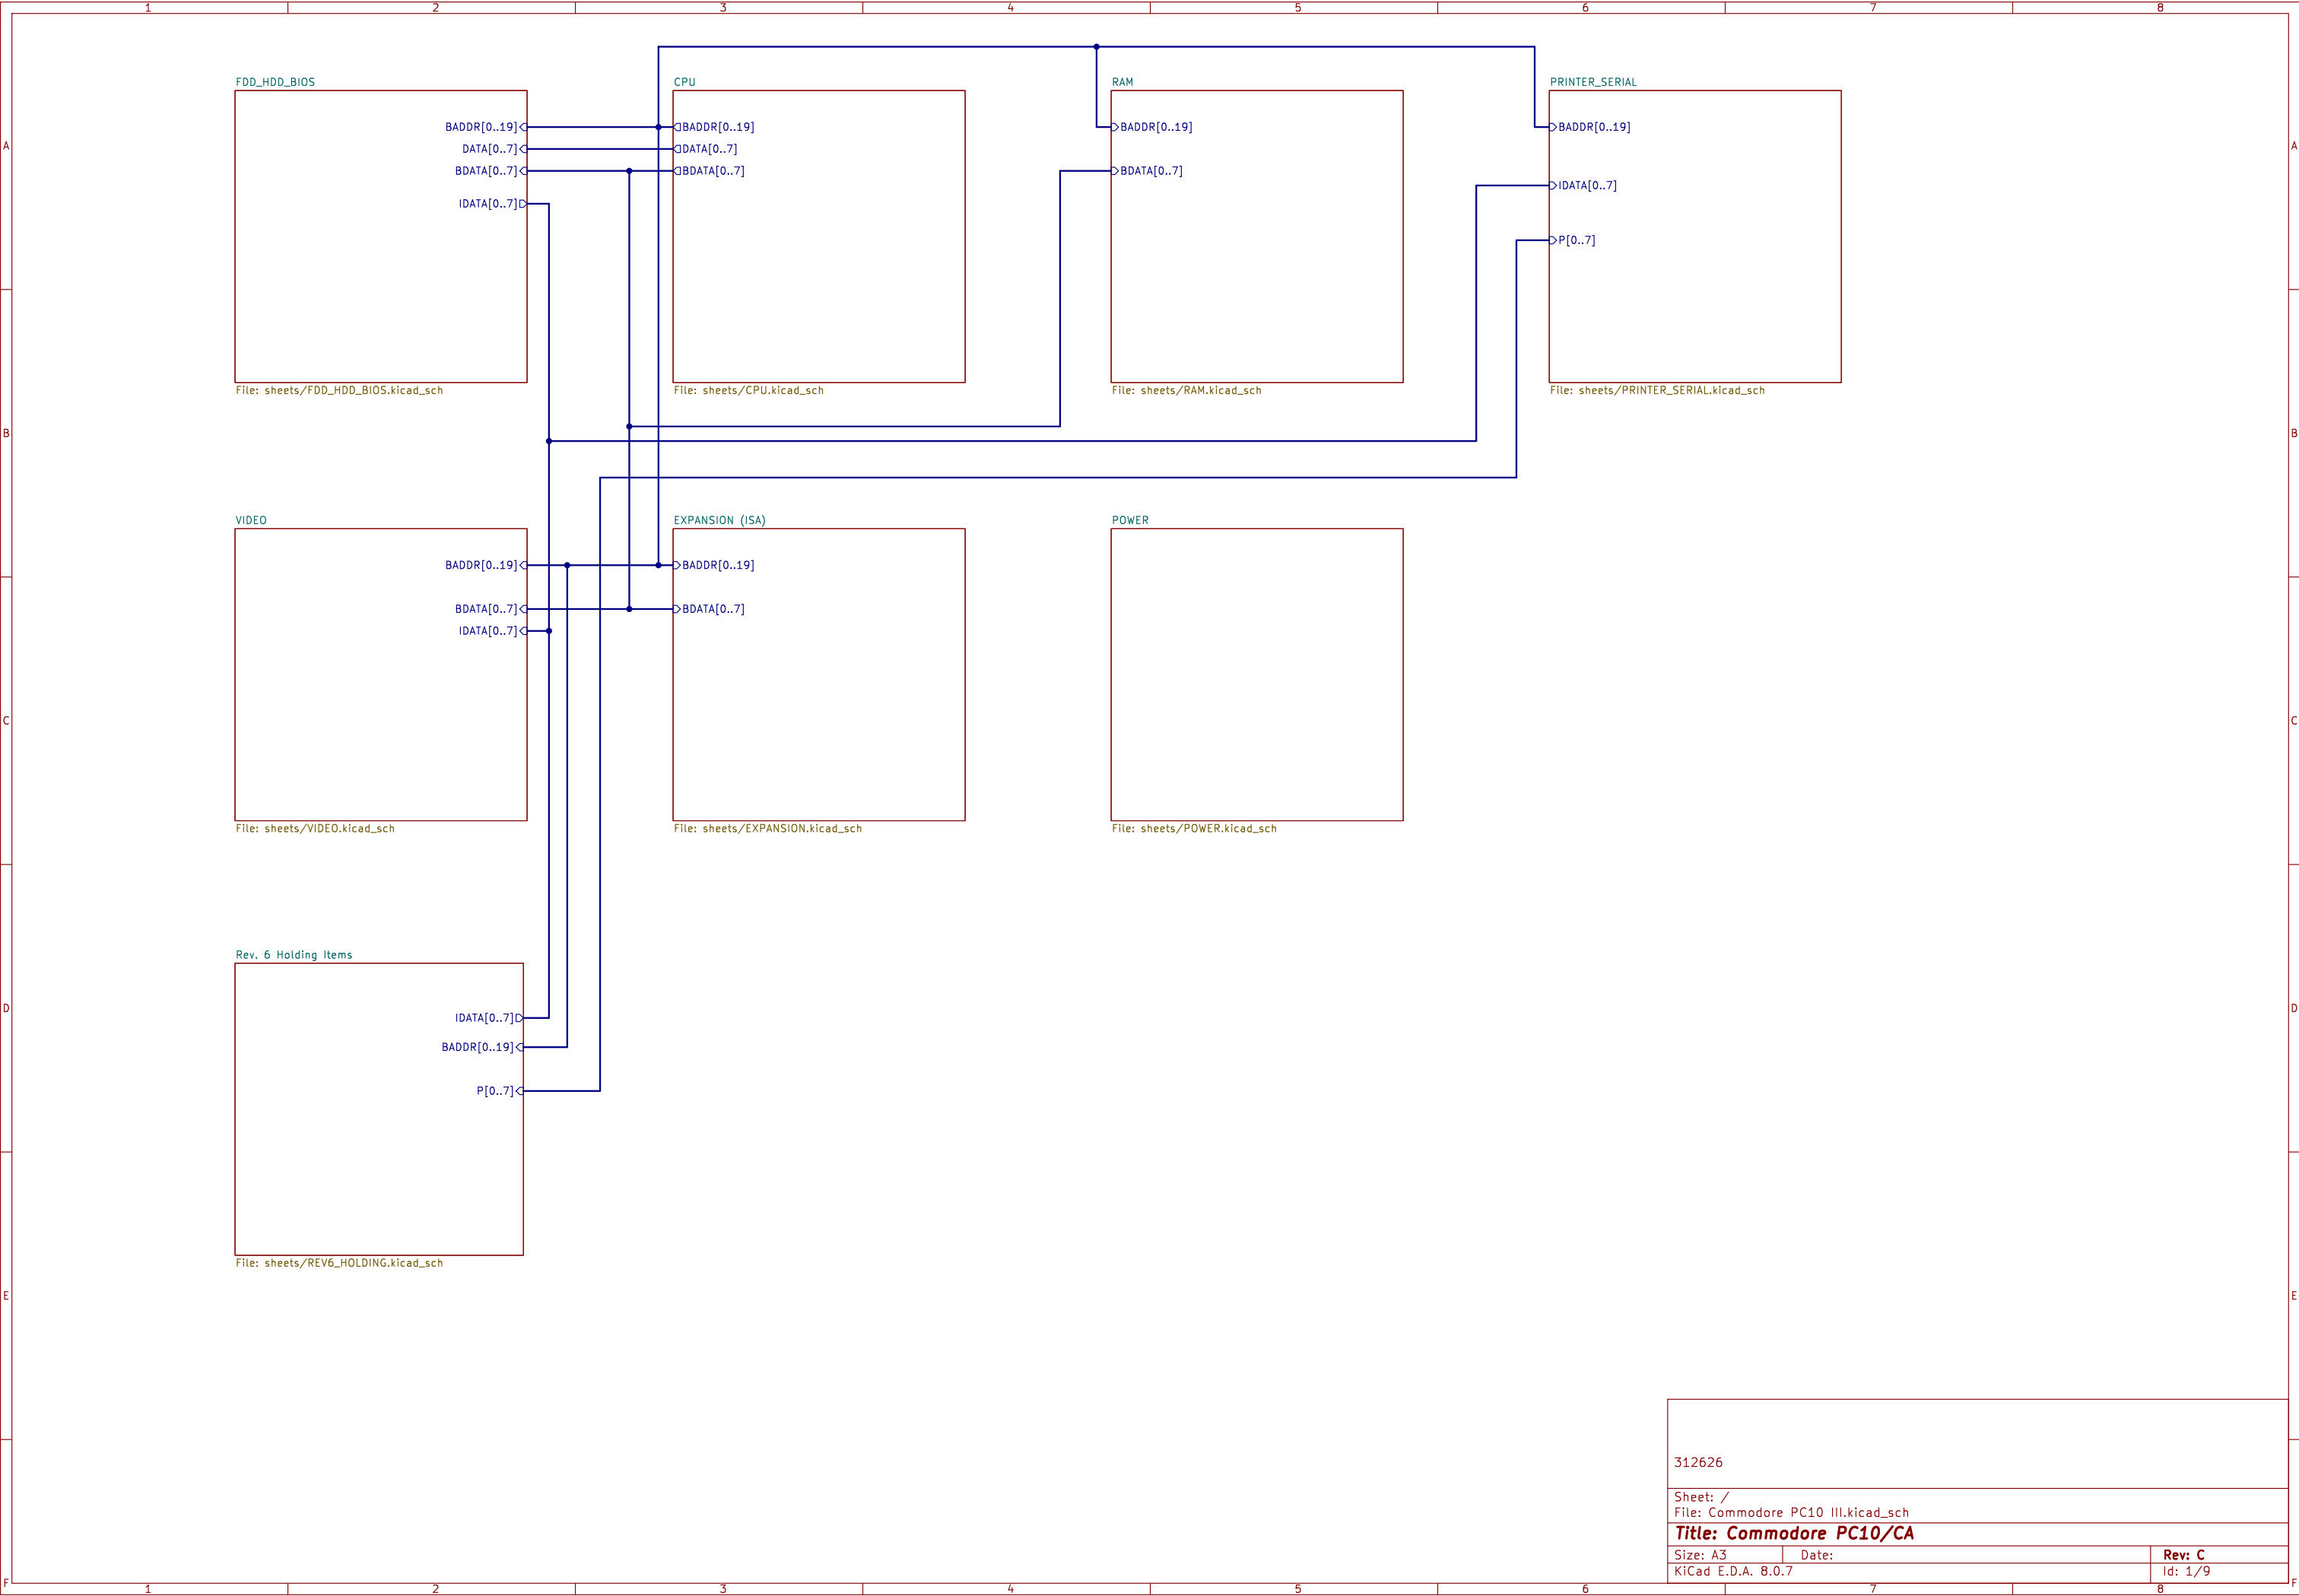 1 2 3 4 5 6 7 8
FDD_HDD_BIOS
CPU
RAM
PRINTER_SERIAL
BADDR[0..19]
DATA[0..7]
BDATA[0..7]
IDATA[0..7]
BADDR[0..19]
DATA[0..7]
BDATA[0..7]
BADDR[0..19]
BDATA[0..7]
BADDR[0..19]
IDATA[0..7]
P[0..7]
A
A
File: sheets/FDD_HDD_BIOS.kicad_sch
File: sheets/CPU.kicad_sch
File: sheets/RAM.kicad_sch
File: sheets/PRINTER_SERIAL.kicad_sch
B
B
VIDEO
EXPANSION (ISA)
POWER
BADDR[0..19]
BDATA[0..7]
IDATA[0..7]
BADDR[0..19]
BDATA[0..7]
C
C
File: sheets/VIDEO.kicad_sch
File: sheets/EXPANSION.kicad_sch
File: sheets/POWER.kicad_sch
Rev. 6 Holding Items
D
D
IDATA[0..7]
BADDR[0..19]
P[0..7]
File: sheets/REV6_HOLDING.kicad_sch
E
E
312626
Sheet: /
File: Commodore PC10 III.kicad_sch
Title: Commodore PC10/CA
Size: A3
Date:
Rev: C
KiCad E.D.A. 8.0.7
Id: 1/9
F
F
1 2 3 4 5 6 7 8